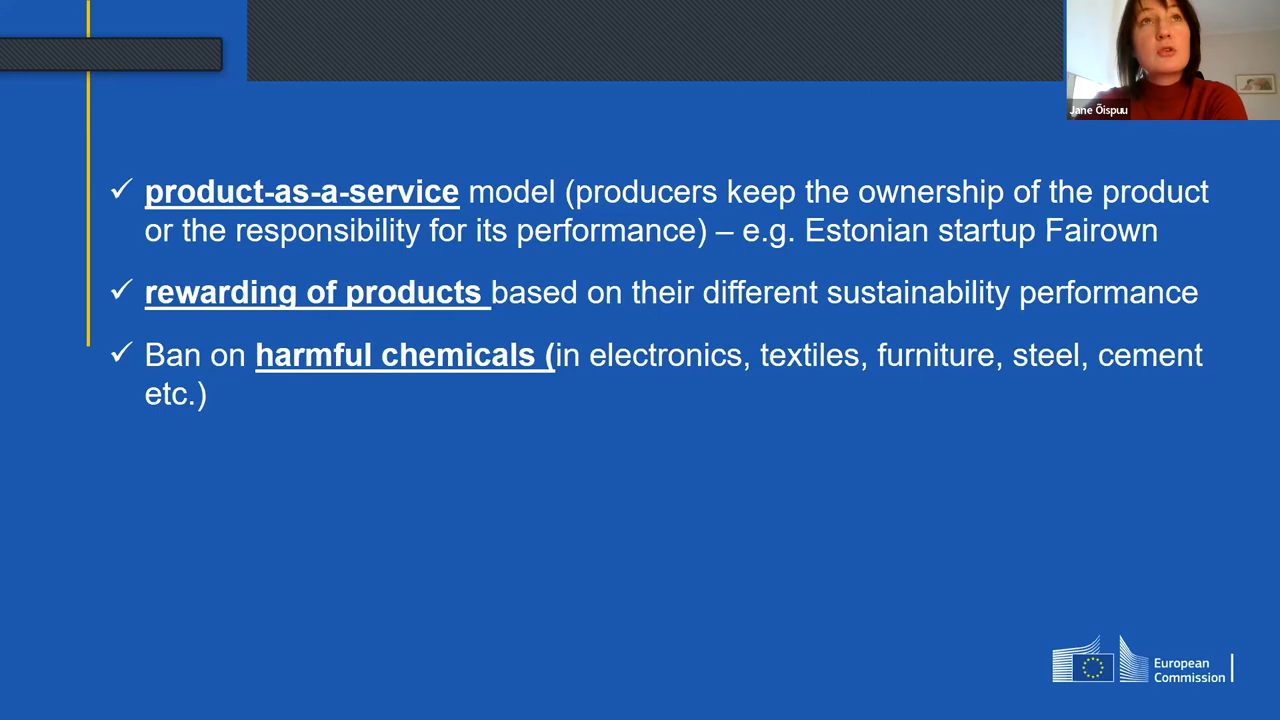 Jane Õispuu
✓ product-as-a-service model (producers keep the ownership of the product
or the responsibility for its performance) – e.g. Estonian startup Fairown
✓ rewarding of products based on their different sustainability performance
✓ Ban on harmful chemicals (in electronics, textiles, furniture, steel, cement
etc.)
European
Commission